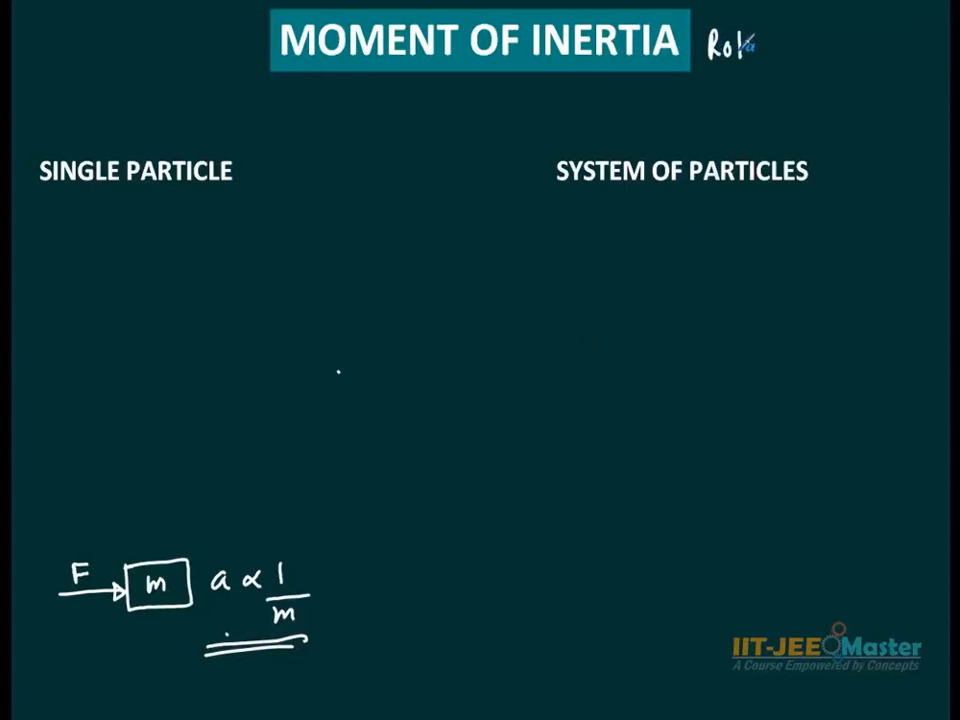 MOMENT OF INERTIA
SINGLE PARTICLE
SYSTEM OF PARTICLES
F
m
a ∝ 1/m
IIT-JEE Master
A Course Empowered by Concepts